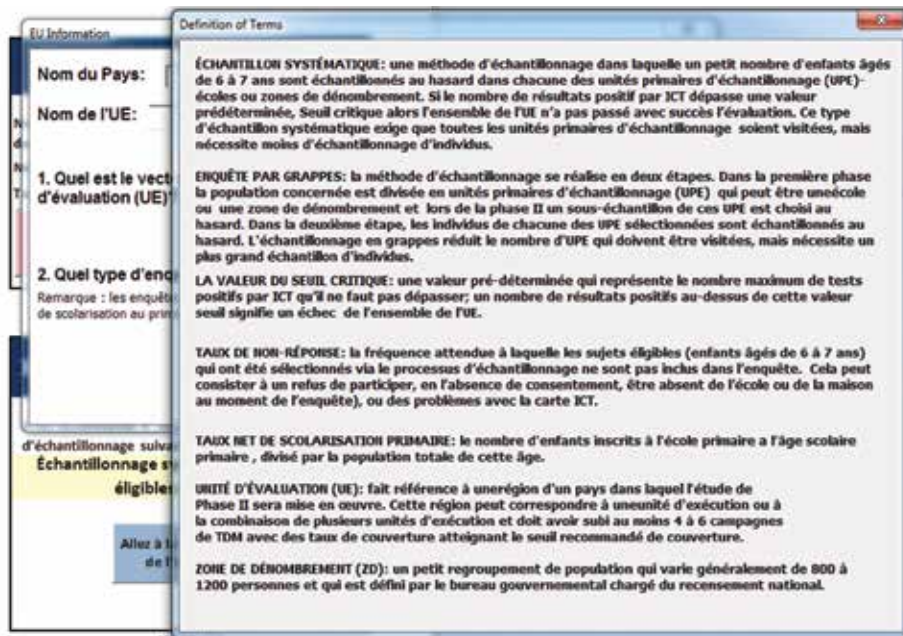 EU Information
Definition of Terms
Nom du Pays:
Nom de l'UE:
1. Quel est le vect
d'évaluation (UE)
2. Quel type d'enq
Remarque : les enquête
de scolarisation au prim
d'échantillonnage suiva
Échantillonnage sy
éligibles
Allez à la
de l'
ÉCHANTILLON SYSTÉMATIQUE: une méthode d'échantillonnage dans laquelle un petit nombre d'enfants âgés
de 6 à 7 ans sont échantillonnés au hasard dans chacune des unités primaires d'échantillonnage (UPE)-
écoles ou zones de dénombrement. Si le nombre de résultats positif par ICT dépasse une valeur
prédéterminée, Seuil critique alors l'ensemble de l'UE n'a pas passé avec succès l'évaluation. Ce type
d'échantillon systématique exige que toutes les unités primaires d'échantillonnage soient visitées, mais
nécessite moins d'échantillonnage d'individus.
ENQUÊTE PAR GRAPPES: la méthode d'échantillonnage se réalise en deux étapes. Dans la première phase
la population concernée est divisée en unités primaires d'échantillonnage (UPE) qui peut être uneécole
ou une zone de dénombrement et lors de la phase II un sous-échantillon de ces UPE est choisi au
hasard. Dans la deuxième étape, les individus de chacune des UPE sélectionnées sont échantillonnés au
hasard. L'échantillonnage en grappes réduit le nombre d'UPE qui doivent être visitées, mais nécessite un
plus grand échantillon d'individus.
LA VALEUR DU SEUIL CRITIQUE: une valeur pré-déterminée qui représente le nombre maximum de tests
positifs par ICT qu'il ne faut pas dépasser; un nombre de résultats positifs au-dessus de cette valeur
seuil signifie un échec de l'ensemble de l'UE.
TAUX DE NON-RÉPONSE: la fréquence attendue à laquelle les sujets éligibles (enfants âgés de 6 à 7 ans)
qui ont été sélectionnés via le processus d'échantillonnage ne sont pas inclus dans l'enquête. Cela peut
consister à un refus de participer, en l'absence de consentement, être absent de l'école ou de la maison
au moment de l'enquête), ou des problèmes avec la carte ICT.
TAUX NET DE SCOLARISATION PRIMAIRE: le nombre d'enfants inscrits à l'école primaire a l'âge scolaire
primaire , divisé par la population totale de cette âge.
UNITÉ D'ÉVALUATION (UE): fait référence à unerégion d'un pays dans laquel l'étude de
Phase II sera mise en œuvre. Cette région peut correspondre à uneunité d'exécution ou à
la combinaison de plusieurs unités d'exécution et doit avoir subi au moins 4 à 6 campagnes
de TDM avec des taux de couverture atteignant le seuil recommandé de couverture.
ZONE DE DÉNOMBREMENT (ZD): un petit regroupement de population qui varie généralement de 800 à
1200 personnes et qui est défini par le bureau gouvernemental chargé du recensement national.